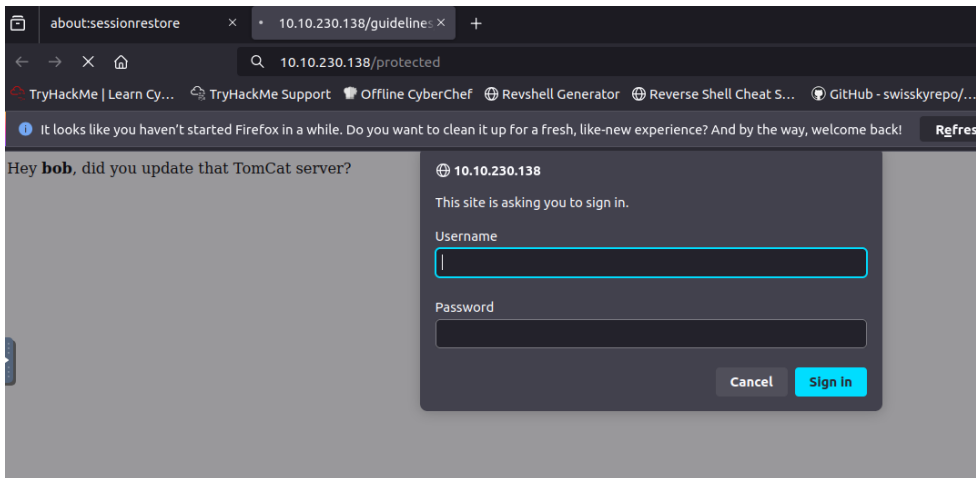 about:sessionrestore
10.10.230.138/guidelines
10.10.230.138/protected
TryHackMe | Learn Cy... TryHackMe Support Offline CyberChef Revshell Generator Reverse Shell Cheat S... GitHub - swisskyrepo/...
It looks like you haven't started Firefox in a while. Do you want to clean it up for a fresh, like-new experience? And by the way, welcome back! Refres
Hey bob, did you update that TomCat server?
10.10.230.138
This site is asking you to sign in.
Username
Password
Cancel Sign in